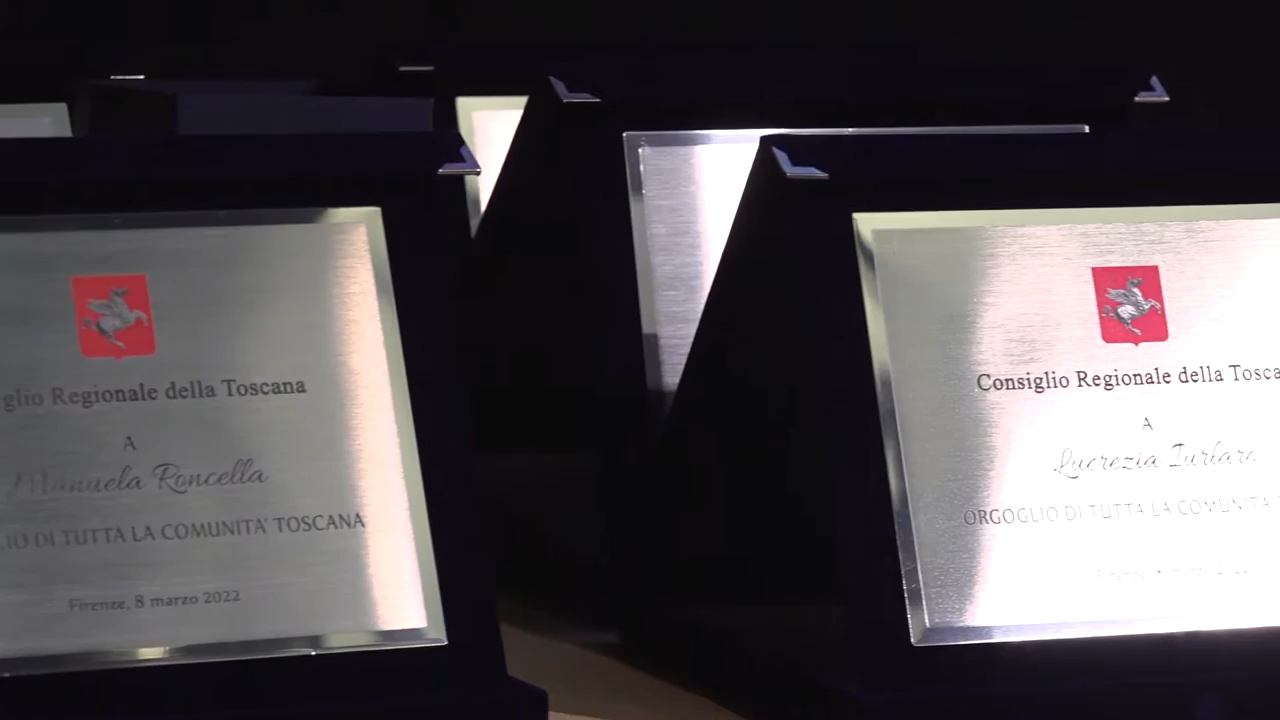 glio Regionale della Toscana
A
Manuela Roncella
LIO DI TUTTA LA COMUNITA' TOSCANA
Firenze, 8 marzo 2022
Consiglio Regionale della Tosca
A
Lucrezia
ORGOGLIO DI TUTTA LA COMUNITA'